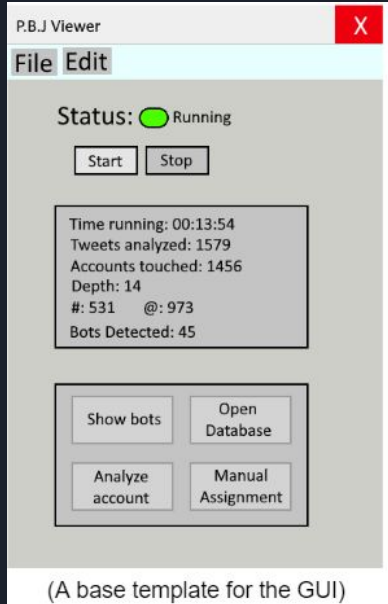 P.B.J Viewer X
File Edit
Status: Running
Start Stop
Time running: 00:13:54
Tweets analyzed: 1579
Accounts touched: 1456
Depth: 14
#: 531 @: 973
Bots Detected: 45
Show bots
Open
Database
Analyze
account
Manual
Assignment
(A base template for the GUI)